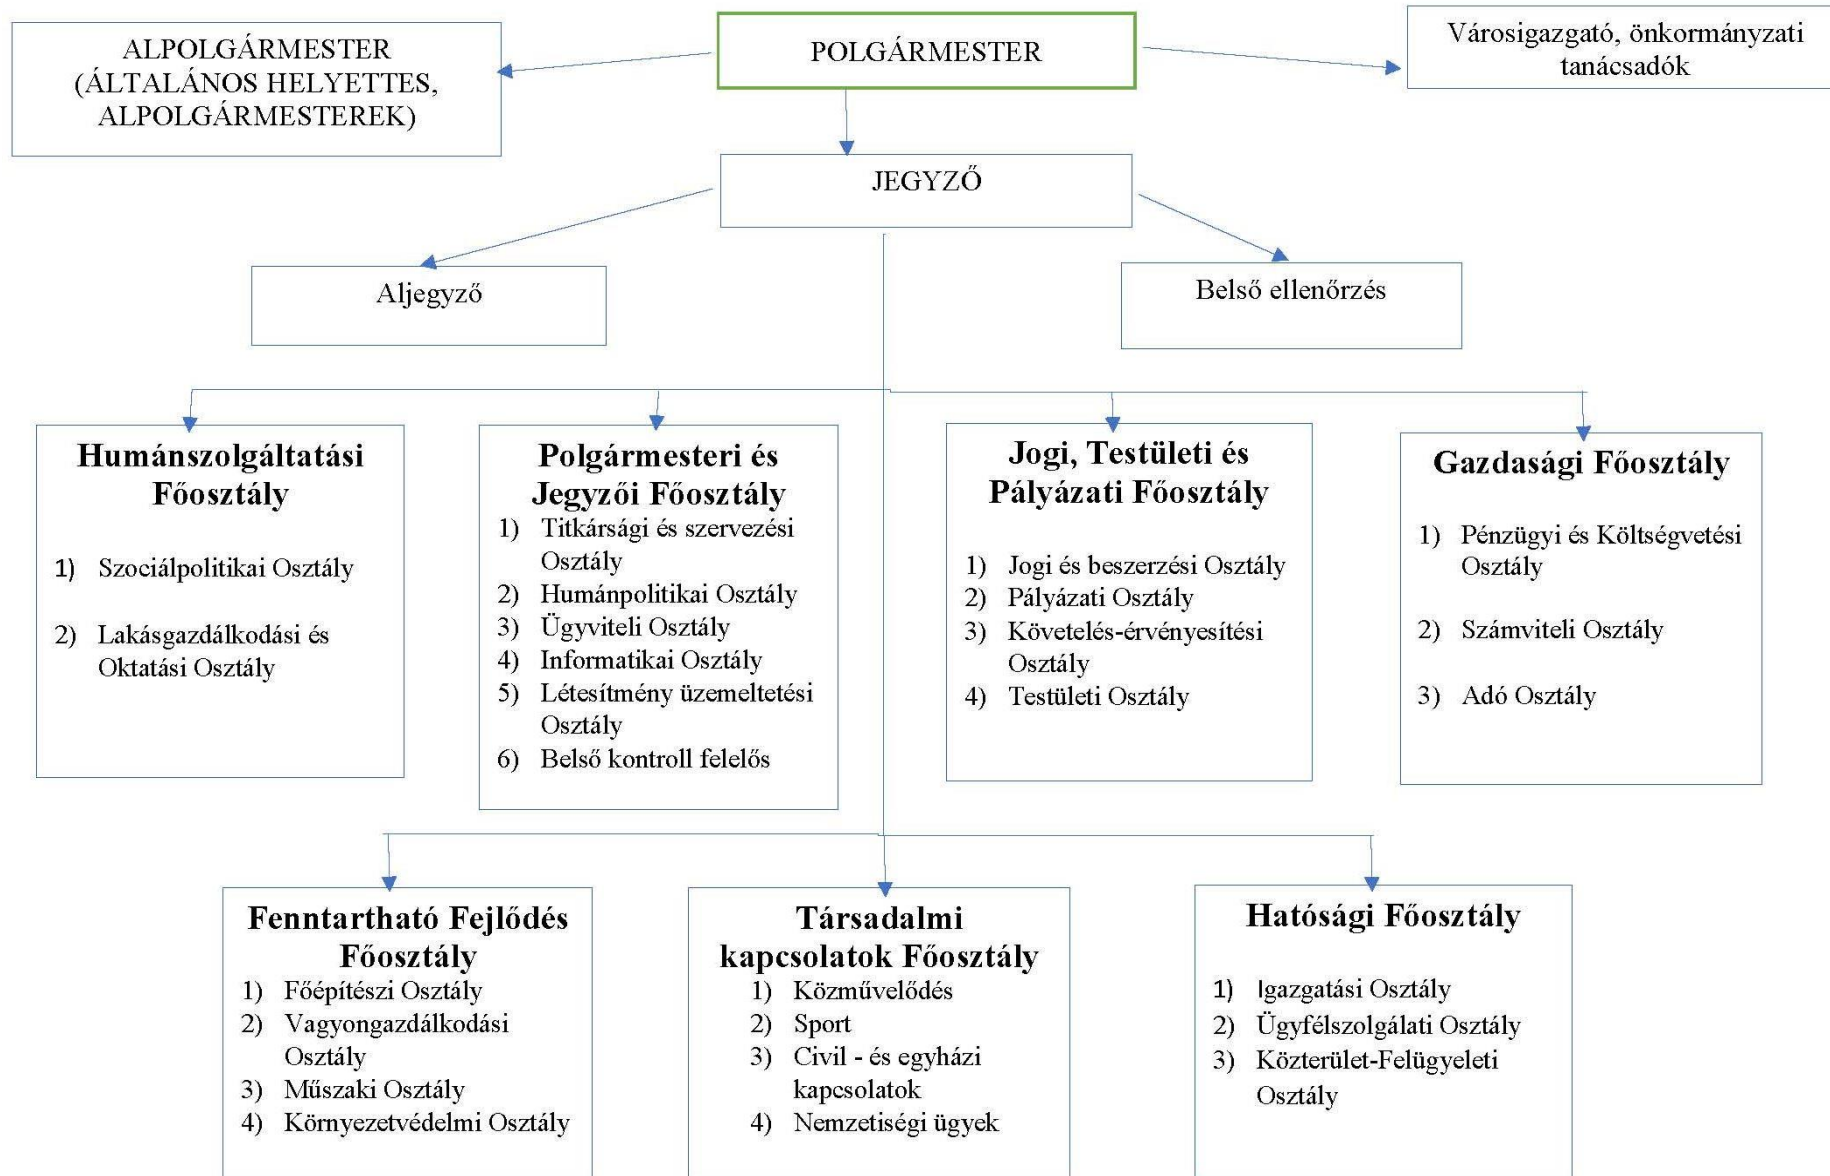 ALPOLGÁRMESTER
(ÁLTALÁNOS HELYETTES,
ALPOLGÁRMESTEREK)
POLGÁRMESTER
Városigazgató, önkormányzati
tanácsadók
JEGYZŐ
Aljegyző
Belső ellenőrzés
Humánszolgáltatási
Főosztály
1) Szociálpolitikai Osztály
2) Lakásgazdálkodási és
Oktatási Osztály
Polgármesteri és
Jegyzői Főosztály
1) Titkársági és szervezési
Osztály
2) Humánpolitikai Osztály
3) Ügyviteli Osztály
4) Informatikai Osztály
5) Létesítmény üzemeltetési
Osztály
6) Belső kontroll felelős
Jogi, Testületi és
Pályázati Főosztály
1) Jogi és beszerzési Osztály
2) Pályázati Osztály
3) Követelés-érvényesítési
Osztály
4) Testületi Osztály
Gazdasági Főosztály
1) Pénzügyi és Költségvetési
Osztály
2) Számviteli Osztály
3) Adó Osztály
Fenntartható Fejlődés
Főosztály
1) Főépítészi Osztály
2) Vagyongazdálkodási
Osztály
3) Műszaki Osztály
4) Környezetvédelmi Osztály
Társadalmi
kapcsolatok Főosztály
1) Közművelődés
2) Sport
3) Civil - és egyházi
kapcsolatok
4) Nemzetiségi ügyek
Hatósági Főosztály
1) Igazgatási Osztály
2) Ügyfélszolgálati Osztály
3) Közterület-Felügyeleti
Osztály